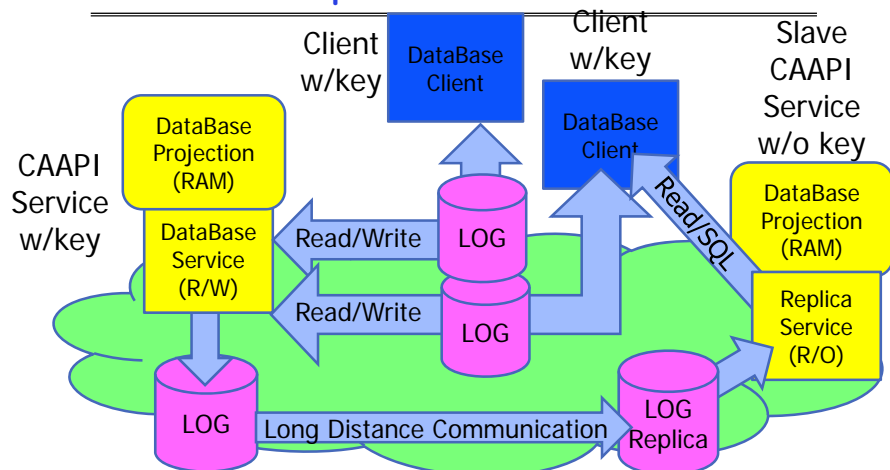 Client
w/key
DataBase
Client
Client
w/key
DataBase
Client
Slave
CAAPI
Service
w/o key
DataBase
Projection
(RAM)
CAAPI
Service
w/key
DataBase
Service
(R/W)
Read/Write
LOG
Read/Write
LOG
Read/SQL
DataBase
Projection
(RAM)
Replica
Service
(R/O)
LOG
Long Distance Communication
LOG
Replica